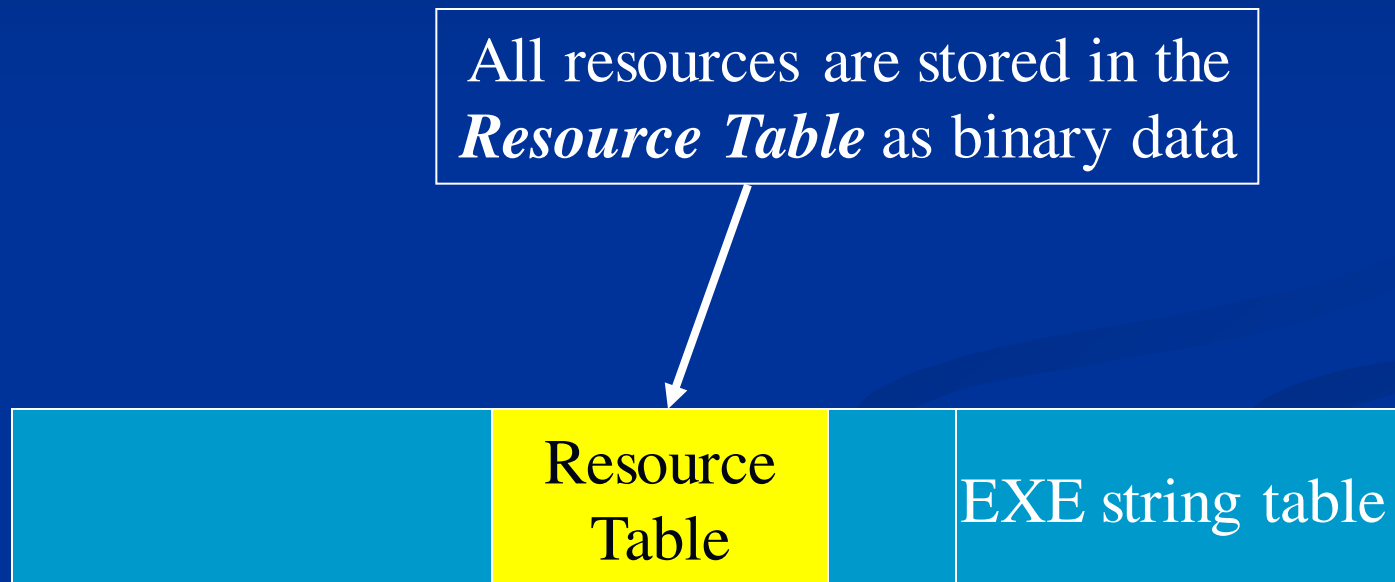 All resources are stored in the
Resource Table as binary data
Resource
Table
EXE string table